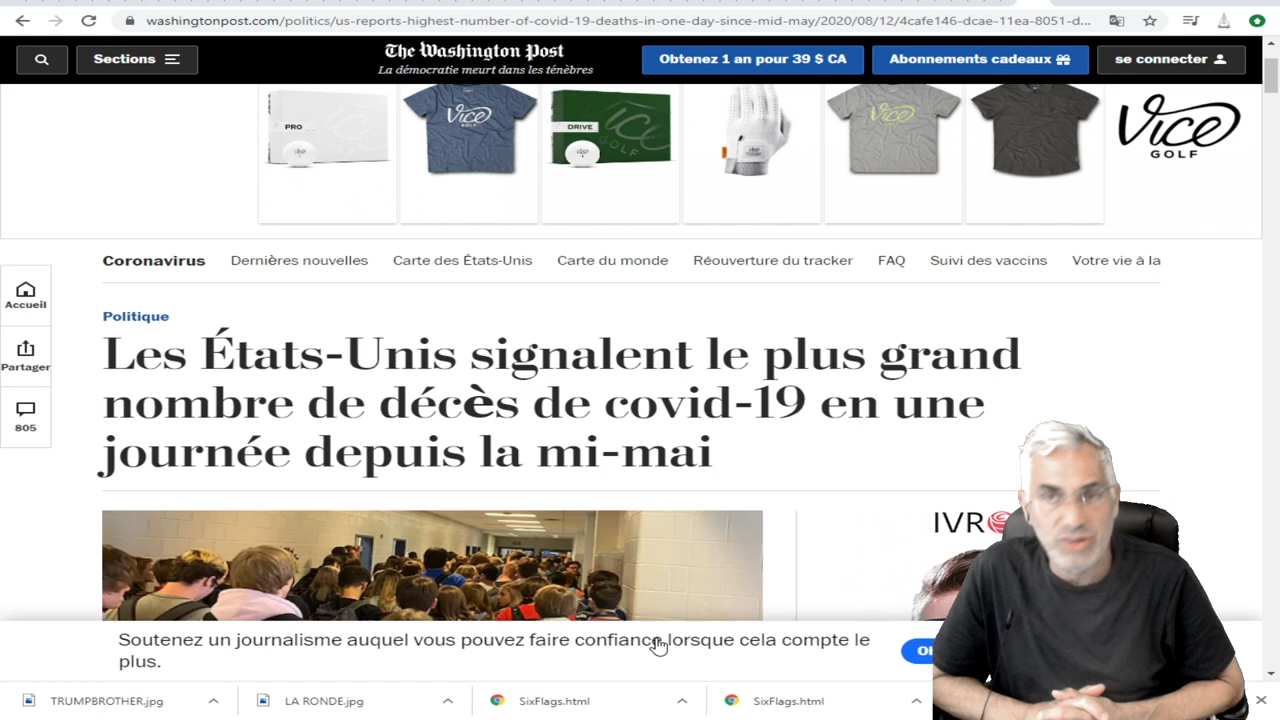 washingtonpost.com/politics/us-reports-highest-number-of-covid-19-deaths-in-one-day-since-mid-may/2020/08/12/4cafe146-dcae-11ea-8051-d...
Sections
The Washington Post
La démocratie meurt dans les ténèbres
Obtenez 1 an pour 39 $ CA
Abonnements cadeaux
se connecter
PRO
Vice
DRIVE
Vice
Vice
GOLF
Coronavirus
Dernières nouvelles
Carte des États-Unis
Carte du monde
Réouverture du tracker
FAQ
Suivi des vaccins
Votre vie à la
Accueil
Partager
805
Politique
Les États-Unis signalent le plus grand
nombre de décès de covid-19 en une
journée depuis la mi-mai
IVR
Soutenez un journalisme auquel vous pouvez faire confiance lorsque cela compte le
plus.
TRUMPBROTHER.jpg
LA RONDE.jpg
SixFlags.html
SixFlags.html